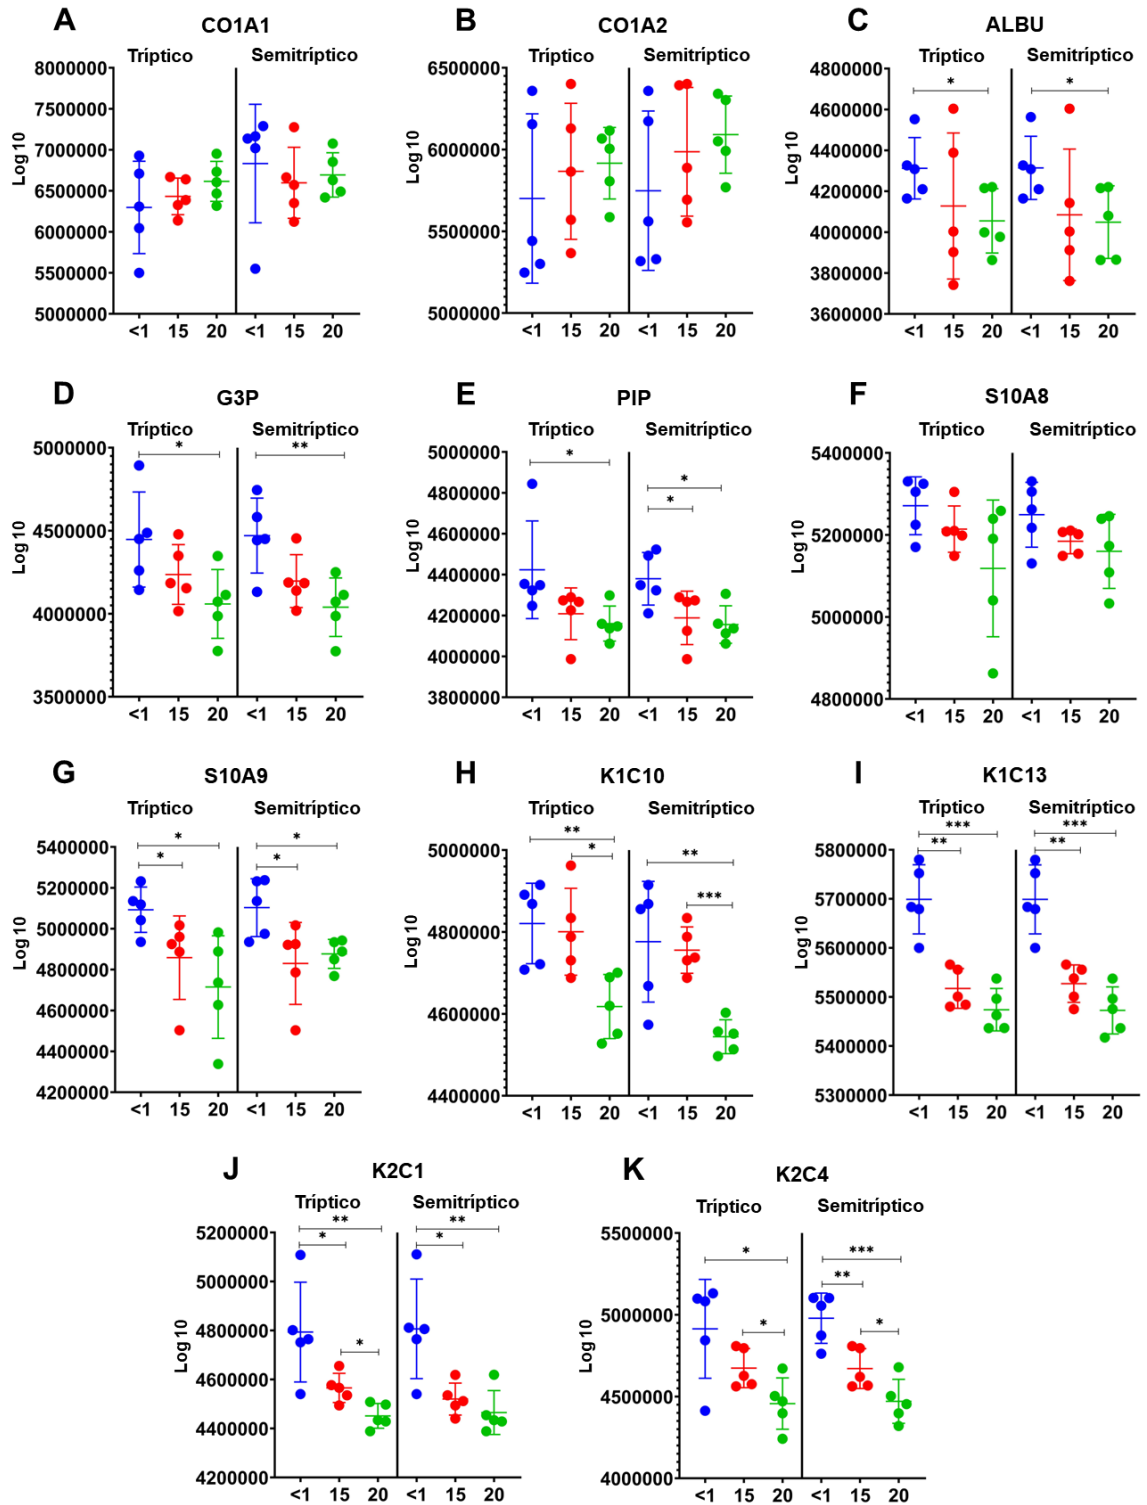 A
CO1A1
Tríptico
Semitríptico
Log10
8000000
7500000
7000000
6500000
6000000
5500000
5000000
<1 15 20 <1 15 20
B
CO1A2
Tríptico
Semitríptico
Log10
6500000
6000000
5500000
5000000
<1 15 20 <1 15 20
C
ALBU
Tríptico
Semitríptico
Log10
4800000
4600000
4400000
4200000
4000000
3800000
3600000
* *
<1 15 20 <1 15 20
D
G3P
Tríptico
Semitríptico
Log10
5000000
4500000
4000000
3500000
* **
<1 15 20 <1 15 20
E
PIP
Tríptico
Semitríptico
Log10
5000000
4800000
4600000
4400000
4200000
4000000
3800000
* *
*
<1 15 20 <1 15 20
F
S10A8
Tríptico
Semitríptico
Log10
5400000
5200000
5000000
4800000
<1 15 20 <1 15 20
G
S10A9
Tríptico
Semitríptico
Log10
5400000
5200000
5000000
4800000
4600000
4400000
4200000
* *
* *
<1 15 20 <1 15 20
H
K1C10
Tríptico
Semitríptico
Log10
5000000
4800000
4600000
4400000
** **
* ***
<1 15 20 <1 15 20
I
K1C13
Tríptico
Semitríptico
Log10
5800000
5700000
5600000
5500000
5400000
5300000
*** ***
** **
<1 15 20 <1 15 20
J
K2C1
Tríptico
Semitríptico
Log10
5200000
5000000
4800000
4600000
4400000
4200000
** **
* *
*
<1 15 20 <1 15 20
K
K2C4
Tríptico
Semitríptico
Log10
5500000
5000000
4500000
4000000
* ***
**
* *
<1 15 20 <1 15 20